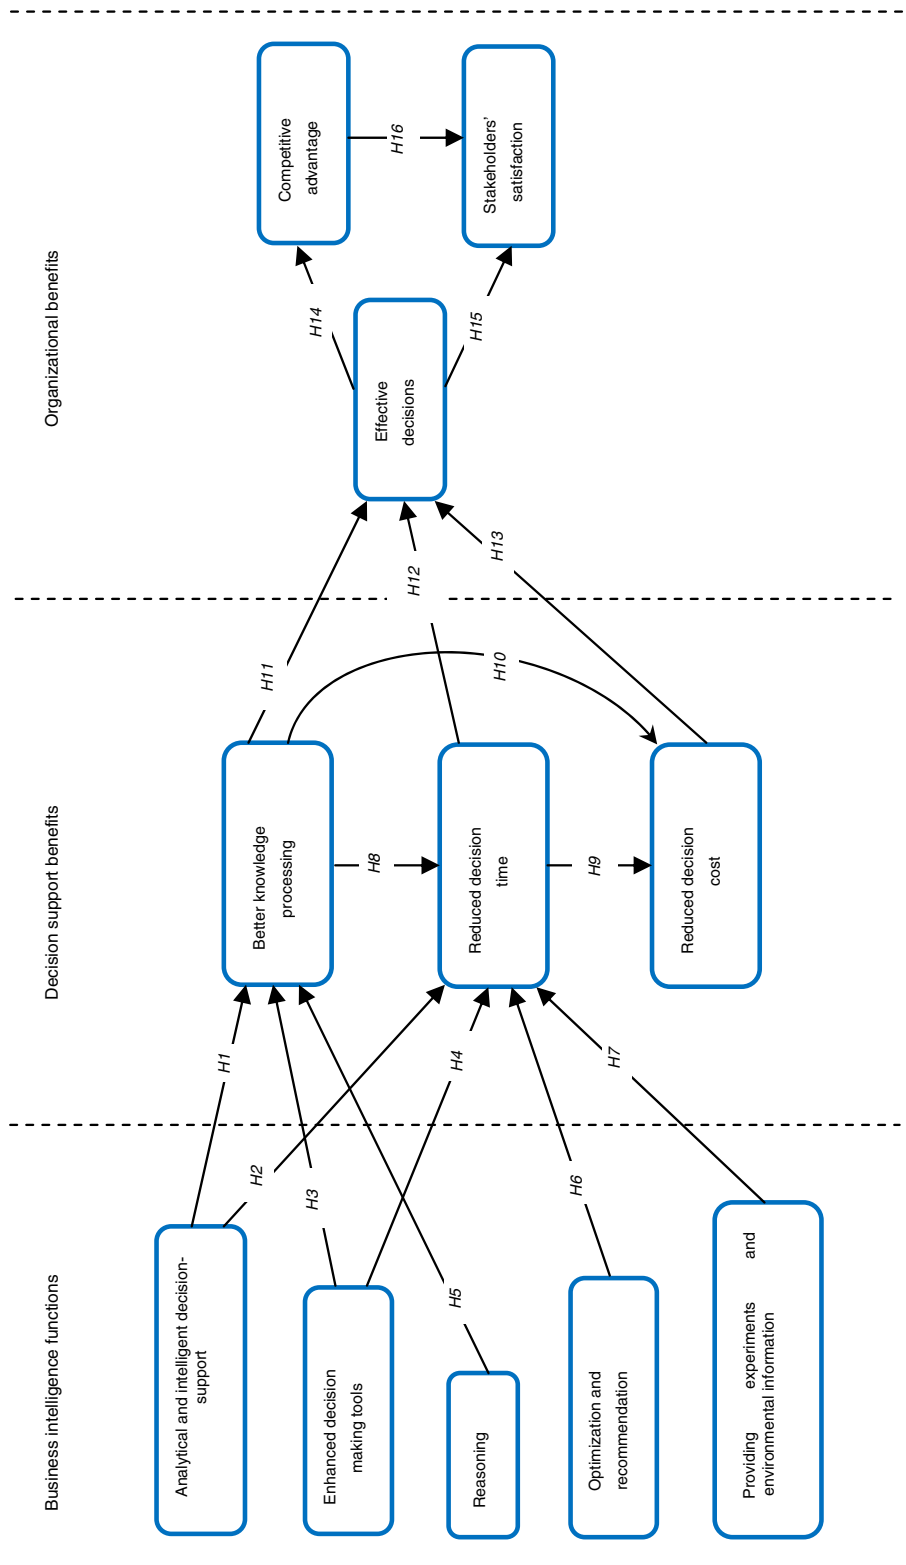 Business intelligence functions
Decision support benefits
Organizational benefits
Analytical and intelligent decision-
support
Enhanced decision
making tools
Reasoning
Optimization and
recommendation
Providing experiments and
environmental information
H1
H2
H3
H4
H5
H6
H7
Better knowledge
processing
H8
Reduced decision
time
H9
Reduced decision
cost
H10
H11
H12
H13
Effective
decisions
H14
H15
Competitive
advantage
H16
Stakeholders’
satisfaction